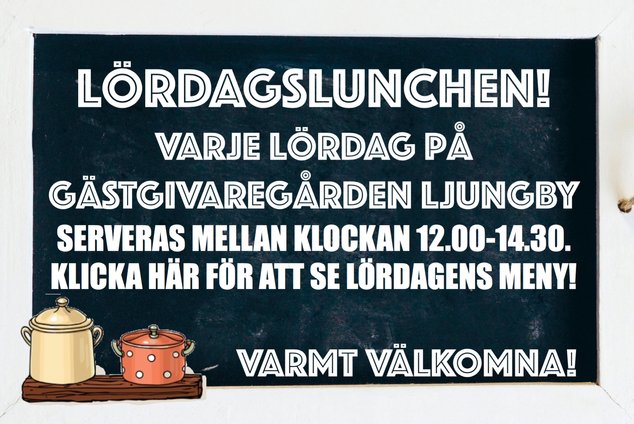 LÖRDAGSLUNCHEN!
VARJE LÖRDAG PÅ
GÄSTGIVAREGÅRDEN LJUNGBY
SERVERAS MELLAN KLOCKAN 12.00-14.30.
KLICKA HÄR FÖR ATT SE LÖRDAGENS MENY!
VARMT VÄLKOMNA!